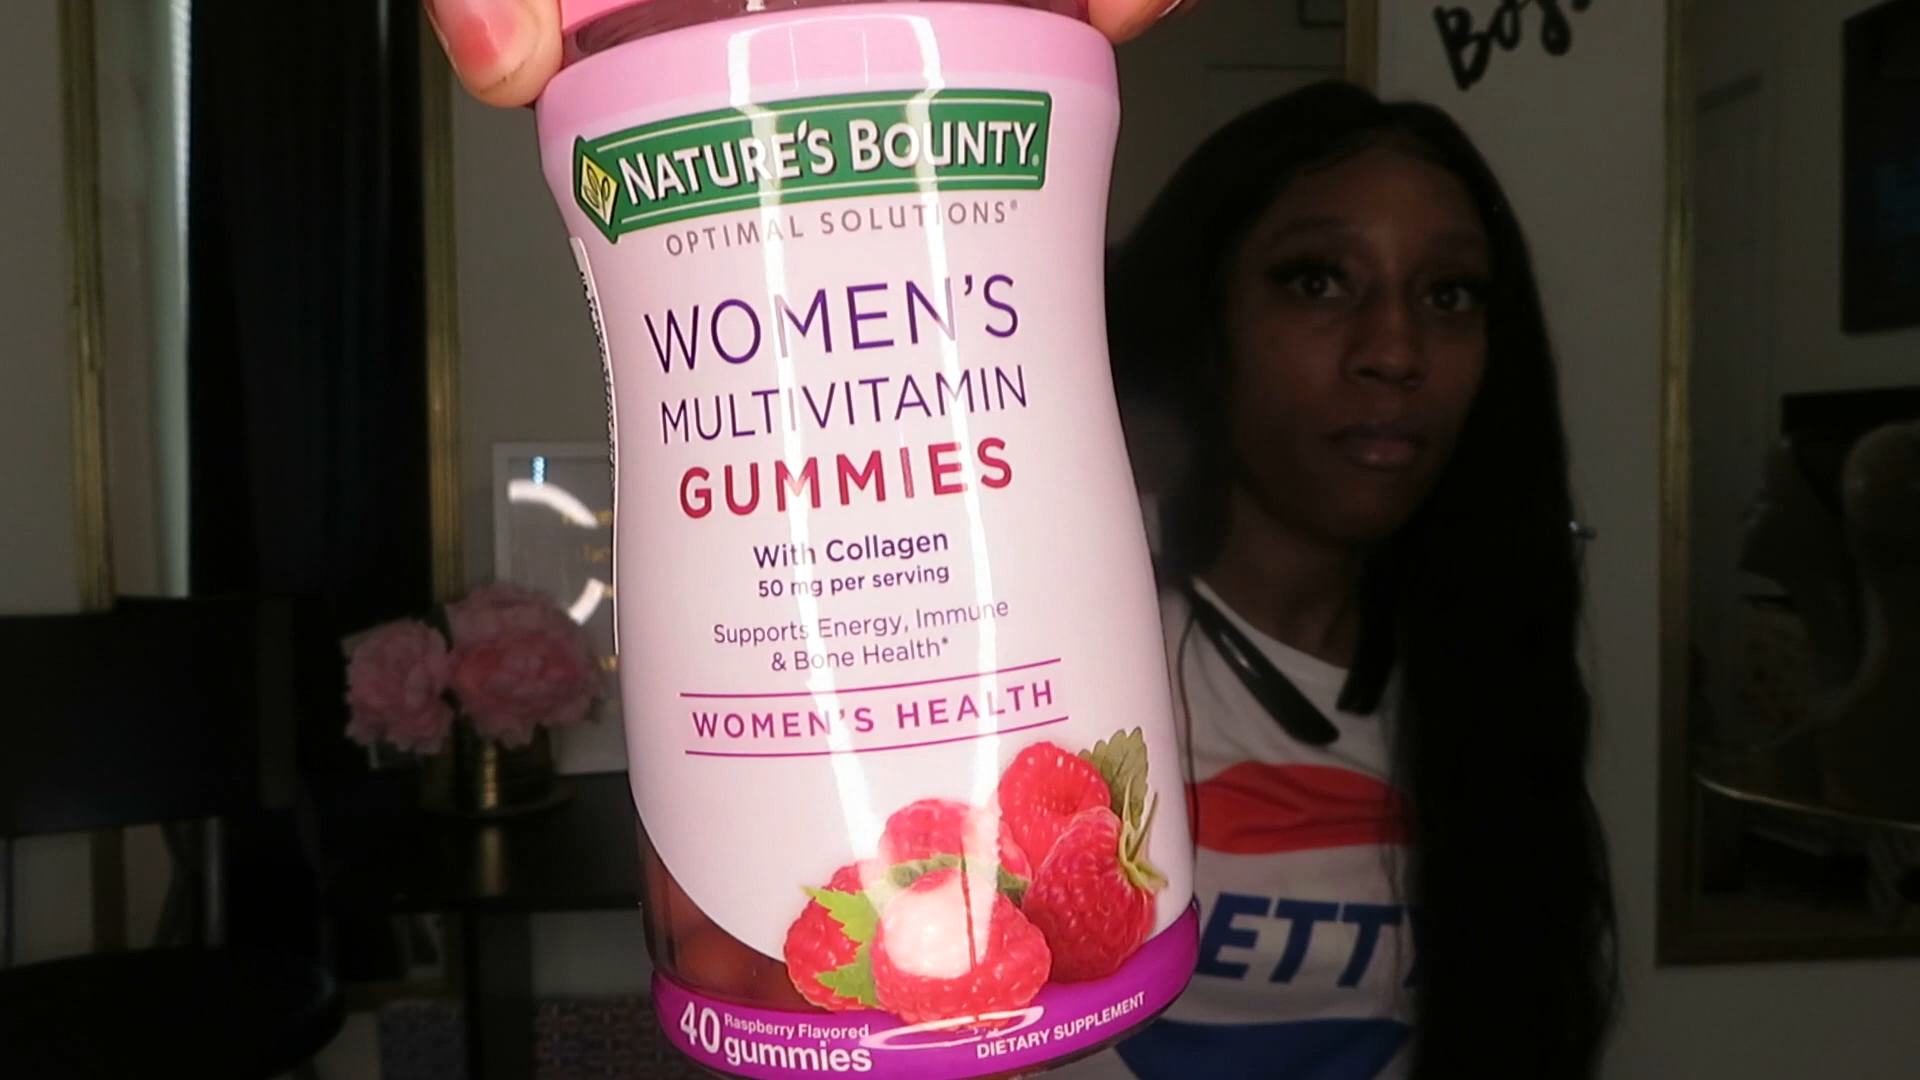 NATURE'S BOUNTY®
OPTIMAL SOLUTIONS®
WOMEN'S
MULTIVITAMIN
GUMMIES
With Collagen
50 mg per serving
Supports Energy, Immune
& Bone Health*
WOMEN'S HEALTH
40 Raspberry Flavored
gummies
DIETARY SUPPLEMENT
ETT